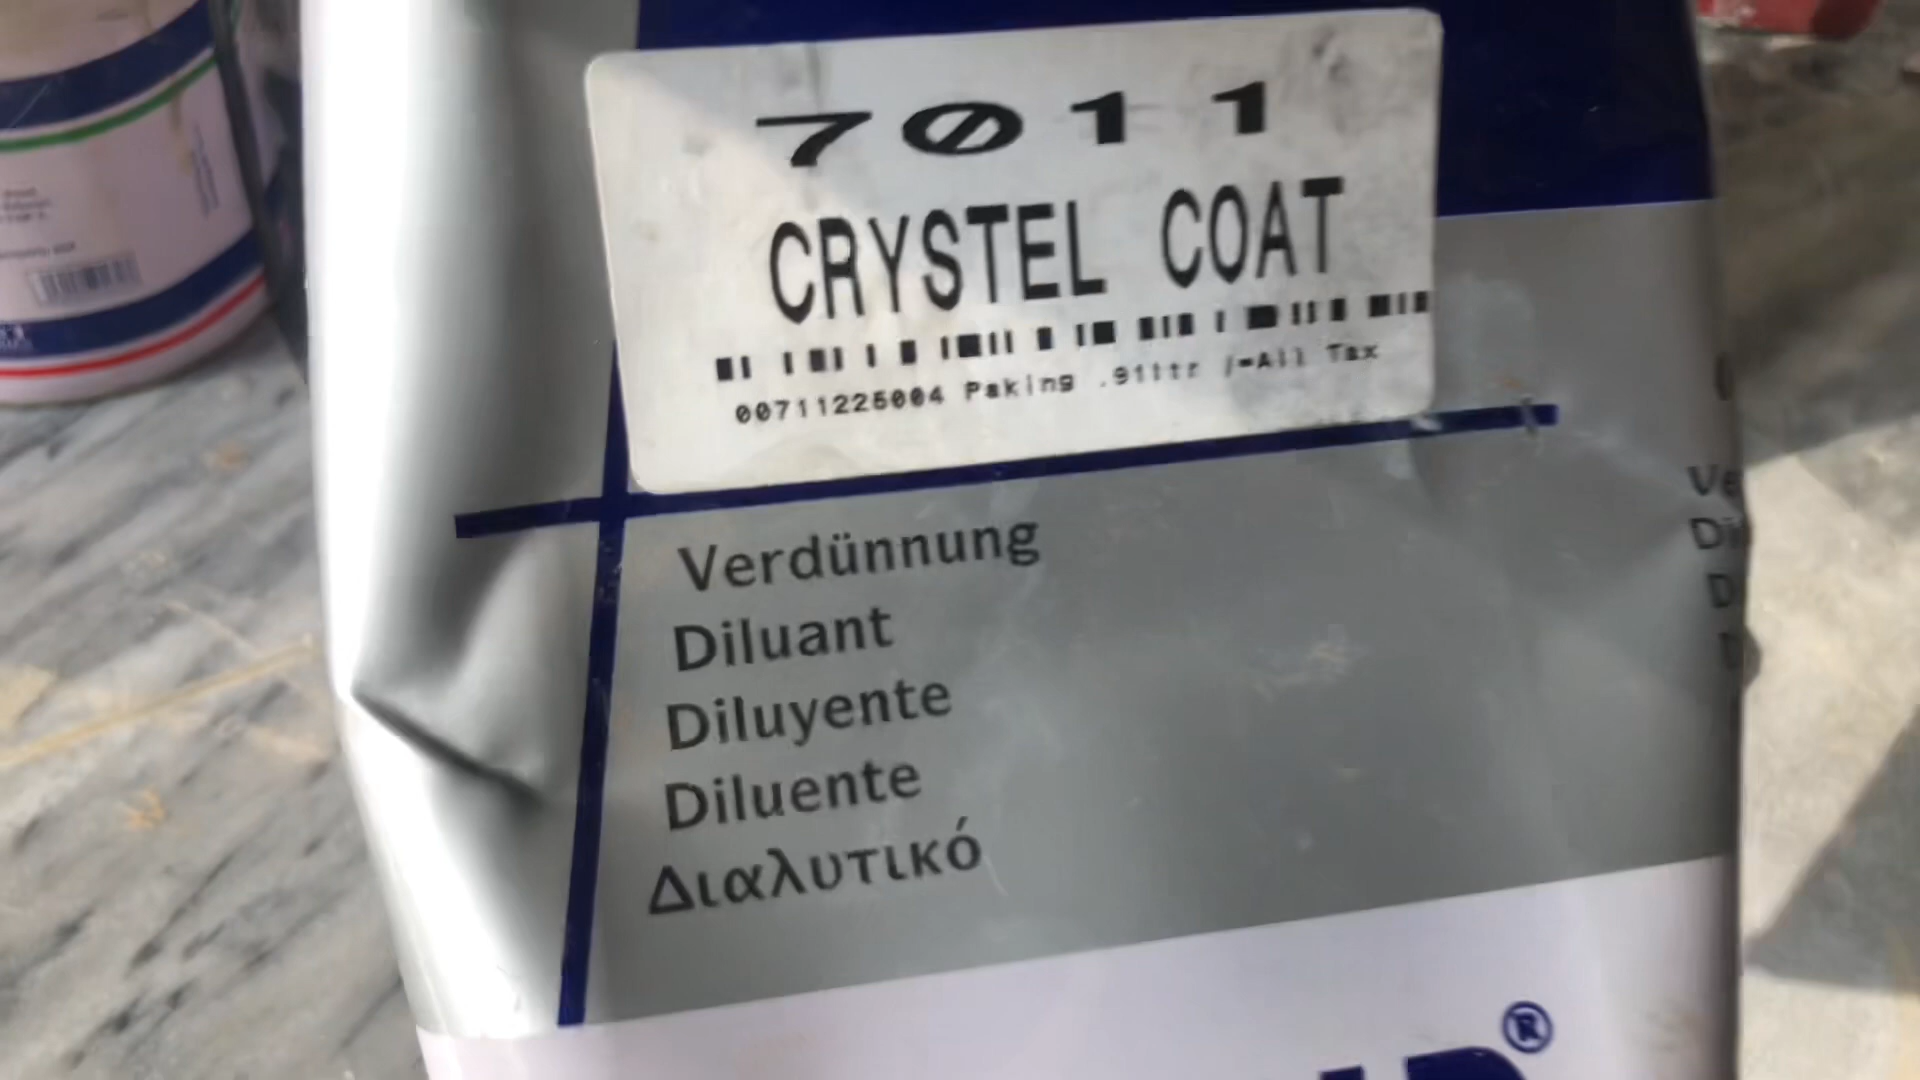 7011
CRYSTEL COAT
00711225004 Paking .91ltr /=All Tax
Verdünnung
Diluant
Diluyente
Diluente
Διαλυτικό
®